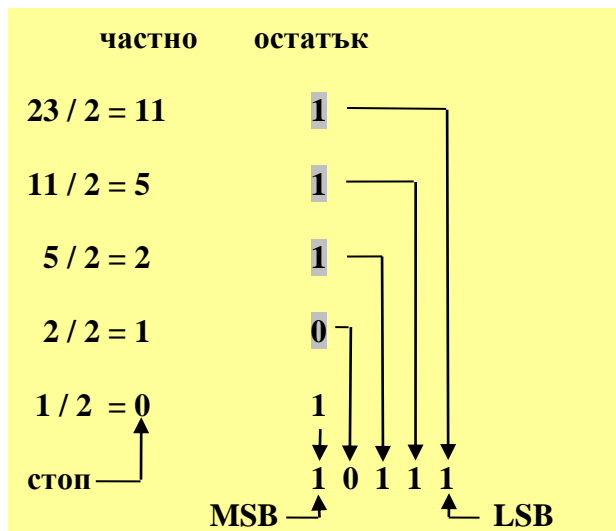 частно остатък
23 / 2 = 11 1
11 / 2 = 5 1
5 / 2 = 2 1
2 / 2 = 1 0
1 / 2 = 0 1
стоп 1 0 1 1 1
MSB LSB